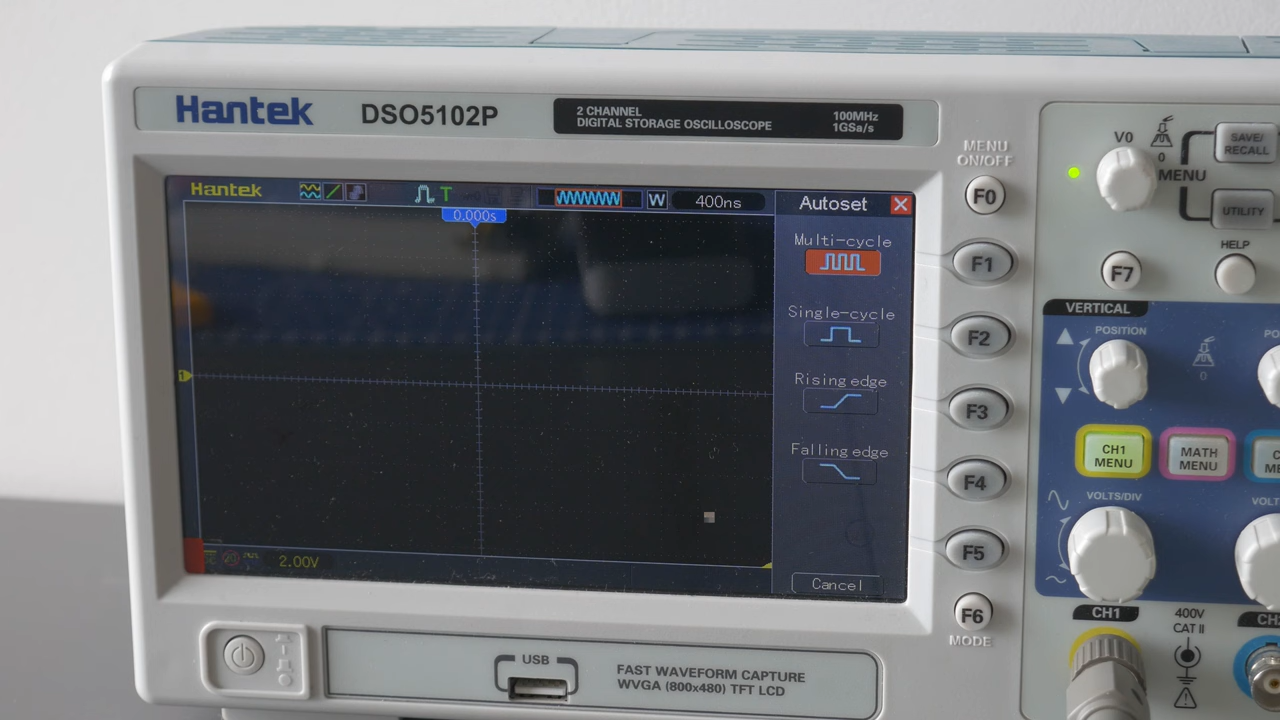 Hantek
DSO5102P
2 CHANNEL
DIGITAL STORAGE OSCILLOSCOPE
100MHz
1GSa/s
Hantek
T
W
400ns
0.000s
Autoset
Multi-cycle
Single-cycle
Rising edge
Falling edge
Cancel
1
2.00V
MENU
ON/OFF
F0
F1
F2
F3
F4
F5
F6
MODE
V0
0
MENU
SAVE/
RECALL
UTILITY
F7
HELP
VERTICAL
POSITION
0
CH1
MENU
MATH
MENU
VOLTS/DIV
CH1
400V
CAT II
USB
FAST WAVEFORM CAPTURE
WVGA (800x480) TFT LCD